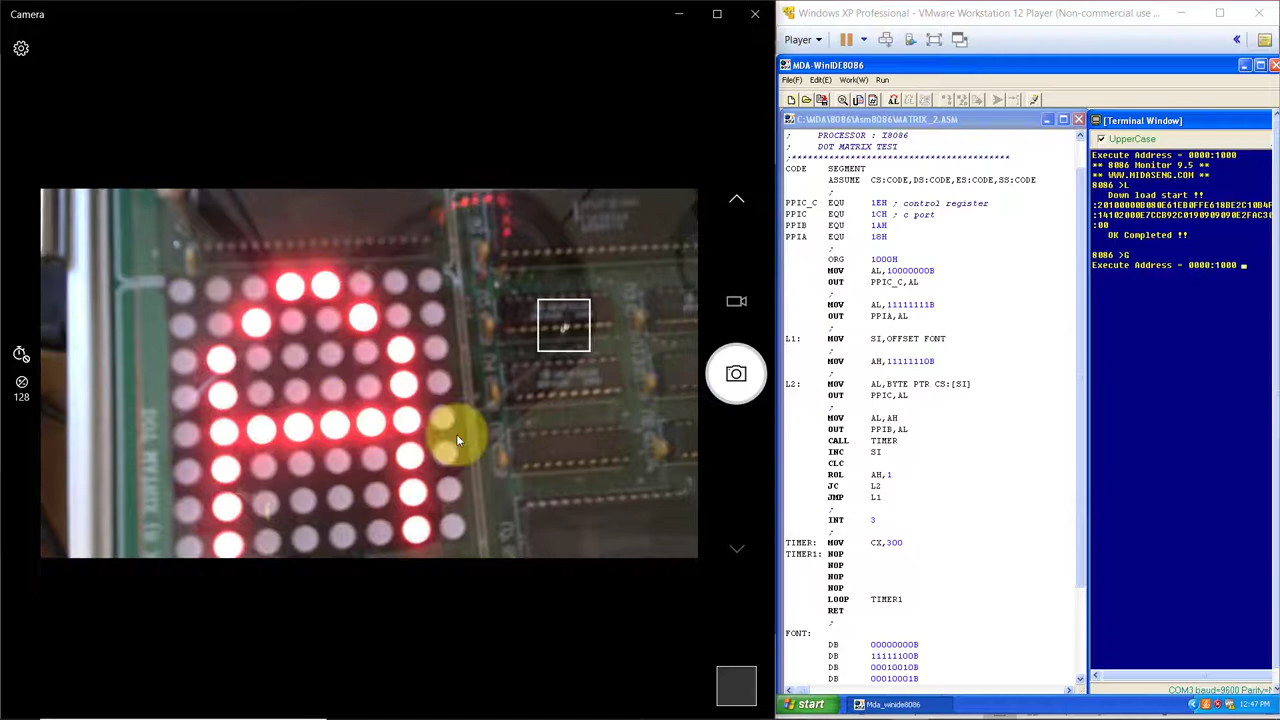 Camera
128
Windows XP Professional - VMware Workstation 12 Player (Non-commercial use ...
Player
MDA-WinIDE8086
File(F) Edit(E) Work(W) Run
C:\MDA\8086\Asm8086\MATRIX_2.ASM
; PROCESSOR : I8086
; DOT MATRIX TEST
;*****************************************
CODE SEGMENT
ASSUME CS:CODE,DS:CODE,ES:CODE,SS:CODE
;
PPIC_C EQU 1EH ; control register
PPIC EQU 1CH ; c port
PPIB EQU 1AH
PPIA EQU 18H
;
ORG 1000H
MOV AL,10000000B
OUT PPIC_C,AL
;
MOV AL,11111111B
OUT PPIA,AL
;
L1: MOV SI,OFFSET FONT
;
MOV AH,11111110B
;
L2: MOV AL,BYTE PTR CS:[SI]
OUT PPIC,AL
;
MOV AL,AH
OUT PPIB,AL
CALL TIMER
INC SI
CLC
ROL AH,1
JC L2
JMP L1
;
INT 3
;
TIMER: MOV CX,300
TIMER1: NOP
NOP
NOP
NOP
LOOP TIMER1
RET
;
FONT:
DB 00000000B
DB 11111100B
DB 00010010B
DB 00010001B
[Terminal Window]
UpperCase
Execute Address = 0000:1000
** 8086 Monitor 9.5 **
** WWW.MIDASENG.COM **
8086 >L
Down load start !!
:14102000E7CCB92C0190909090E2FAC30
:00
OK Completed !!
8086 >G
Execute Address = 0000:1000
COM3 baud=9600 Parity=N
start
Mda_winide8086
12:47 PM